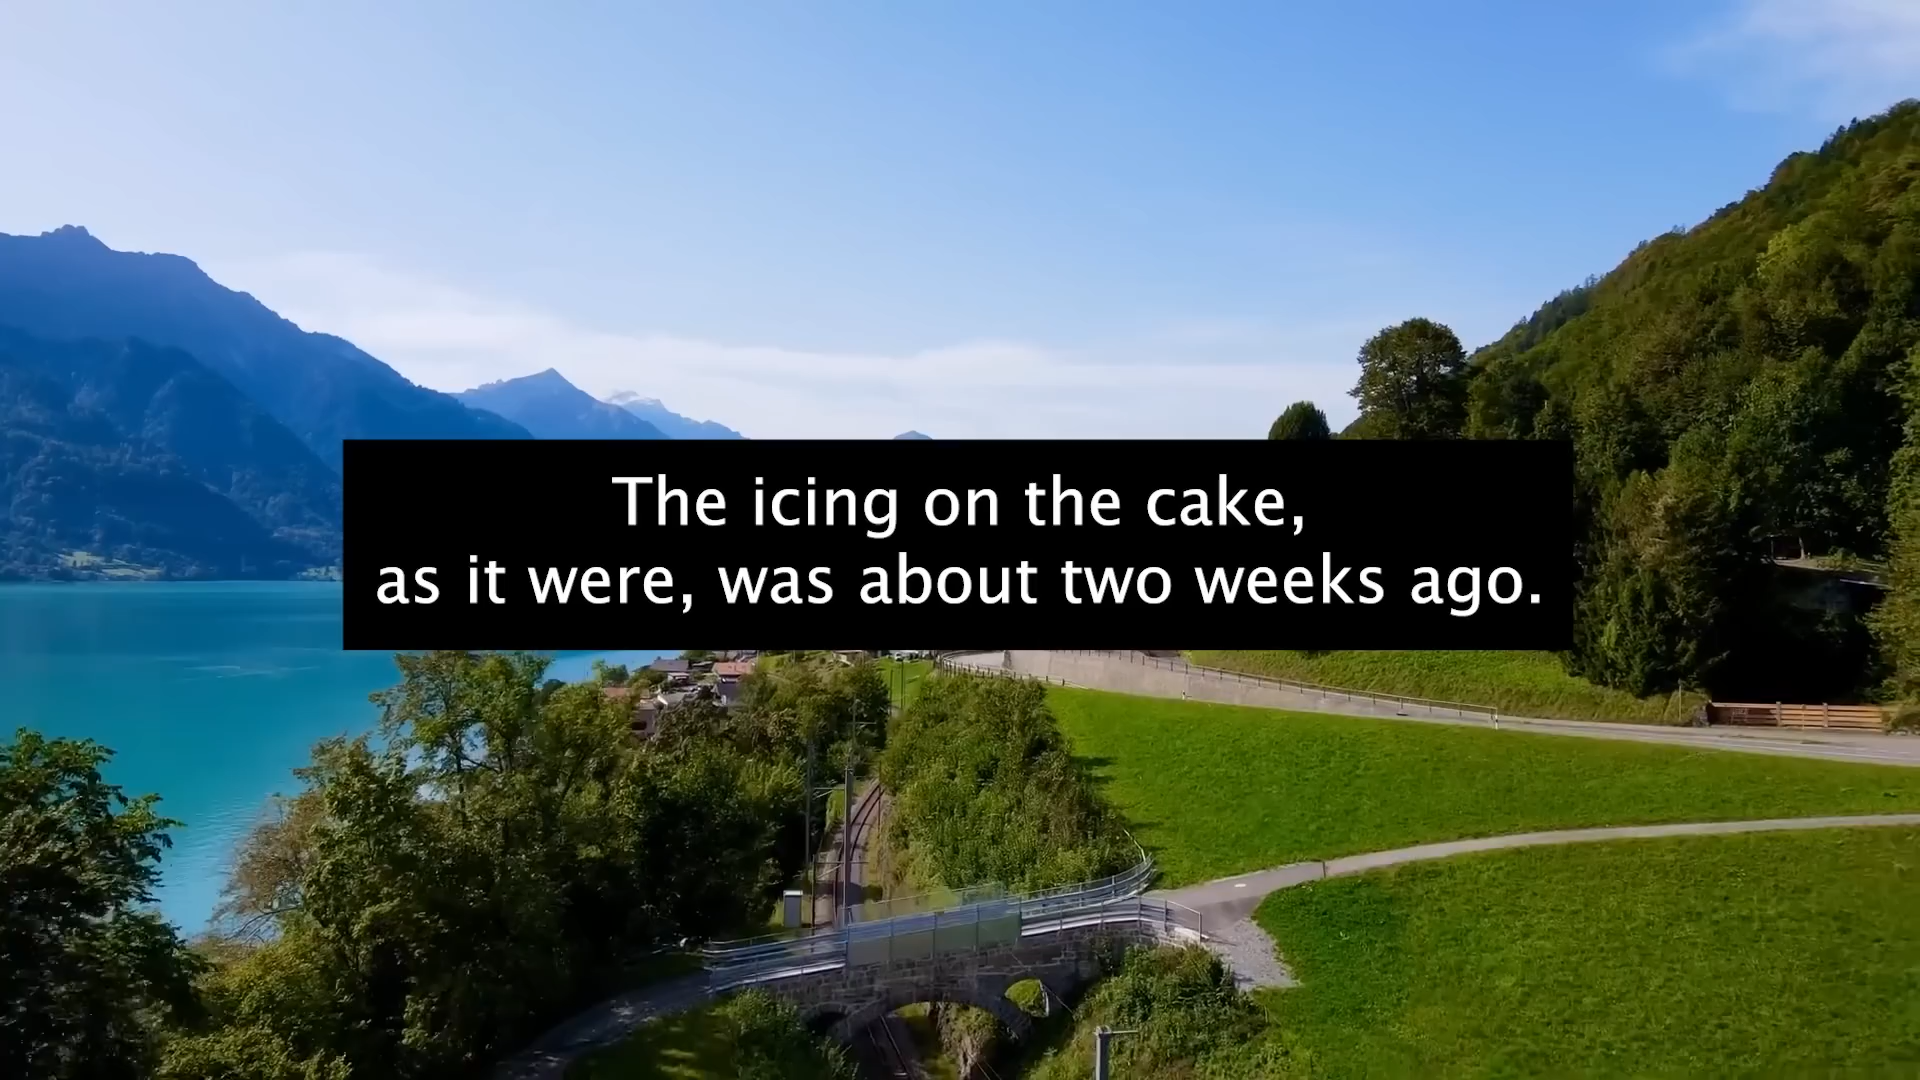 The icing on the cake,
as it were, was about two weeks ago.